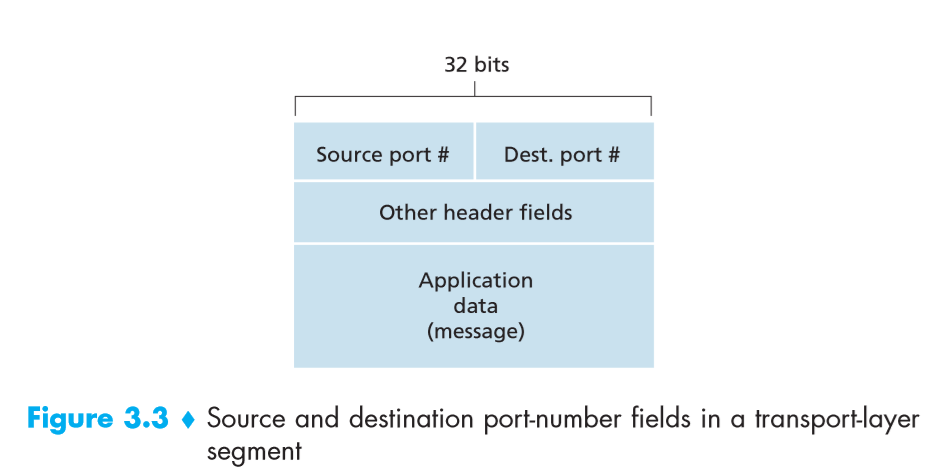 32 bits
Source port # Dest. port #
Other header fields
Application
data
(message)
Figure 3.3 ♦ Source and destination port-number fields in a transport-layer
segment